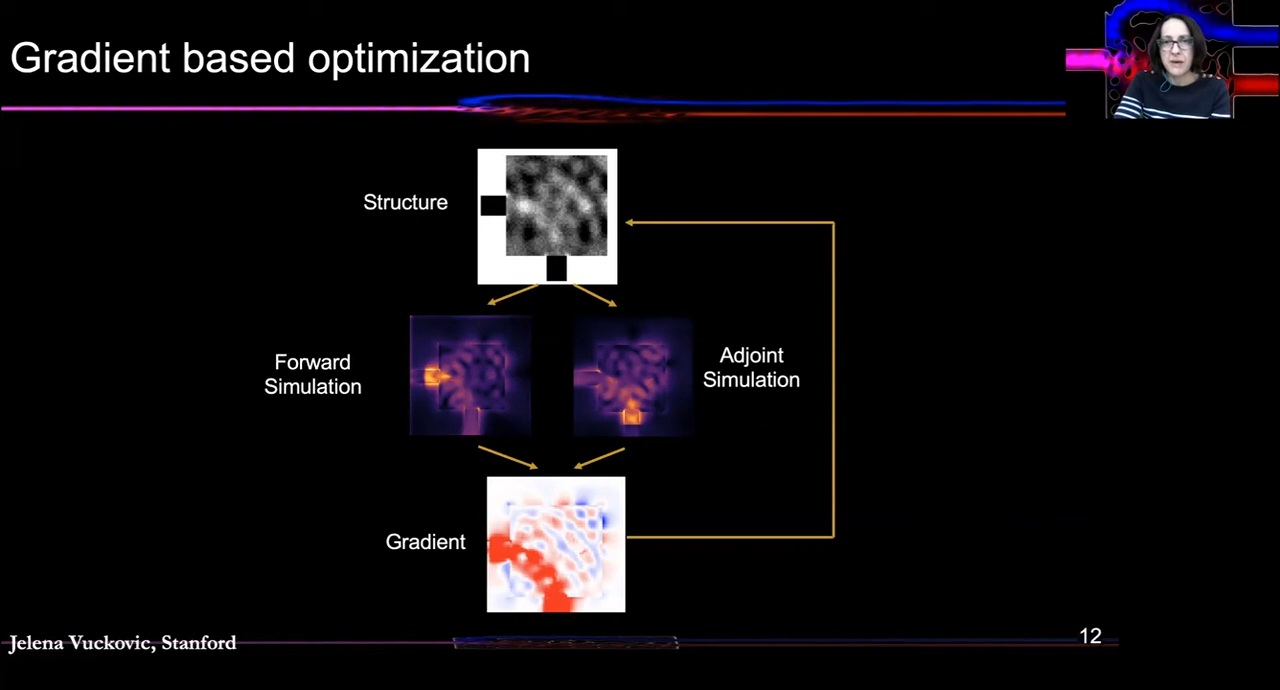 Gradient based optimization
Structure
Forward
Simulation
Adjoint
Simulation
Gradient
Jelena Vuckovic, Stanford
12